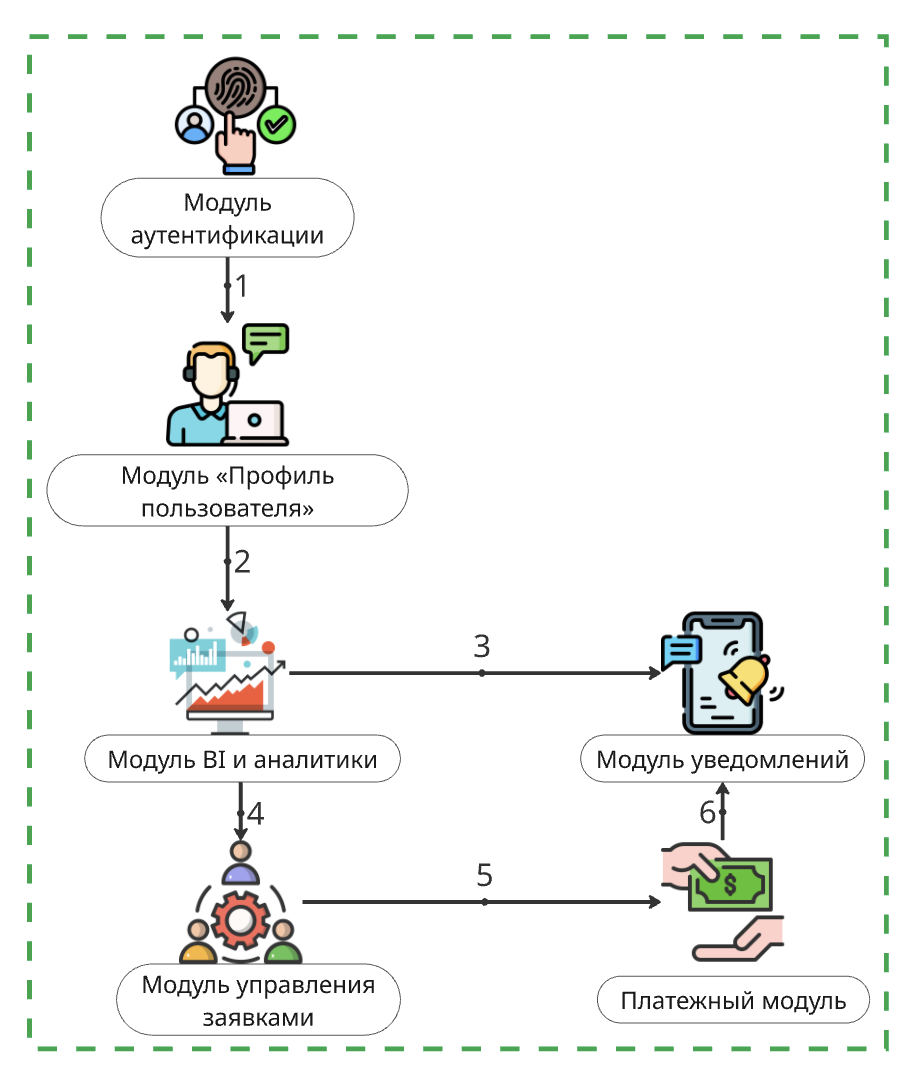 Модуль
аутентификации
1
Модуль «Профиль
пользователя»
2
3
Модуль BI и аналитики
Модуль уведомлений
4
6
5
$
Модуль управления
заявками
Платежный модуль